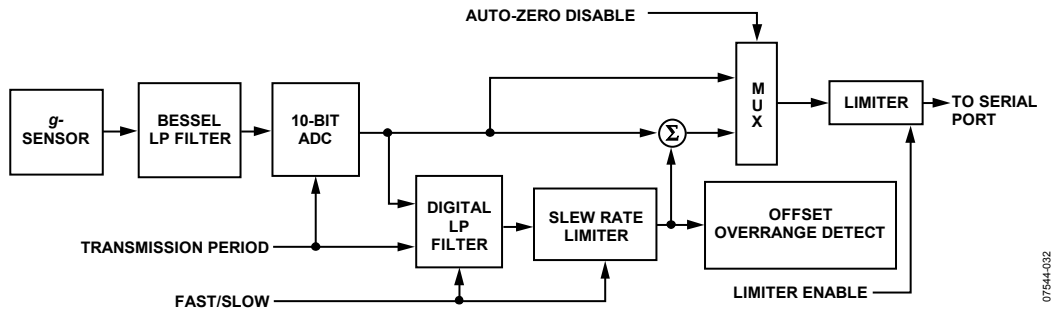 AUTO-ZERO DISABLE
g-
SENSOR
BESSEL
LP FILTER
10-BIT
ADC
M
U
X
LIMITER
TO SERIAL
PORT
Σ
DIGITAL
LP
FILTER
SLEW RATE
LIMITER
OFFSET
OVERRANGE DETECT
TRANSMISSION PERIOD
FAST/SLOW
LIMITER ENABLE
07544-032